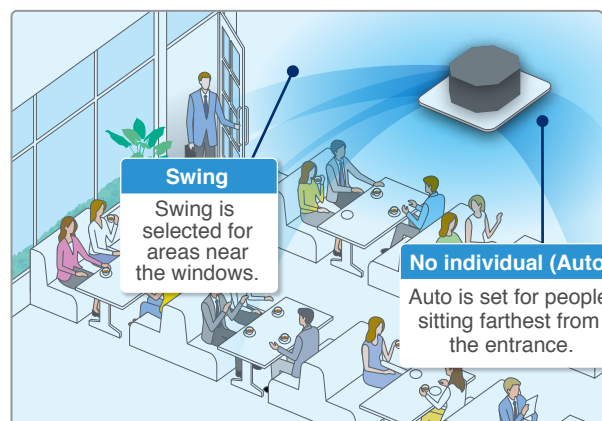 Swing
Swing is
selected for
areas near
the windows.
No individual (Auto
Auto is set for people
sitting farthest from
the entrance.